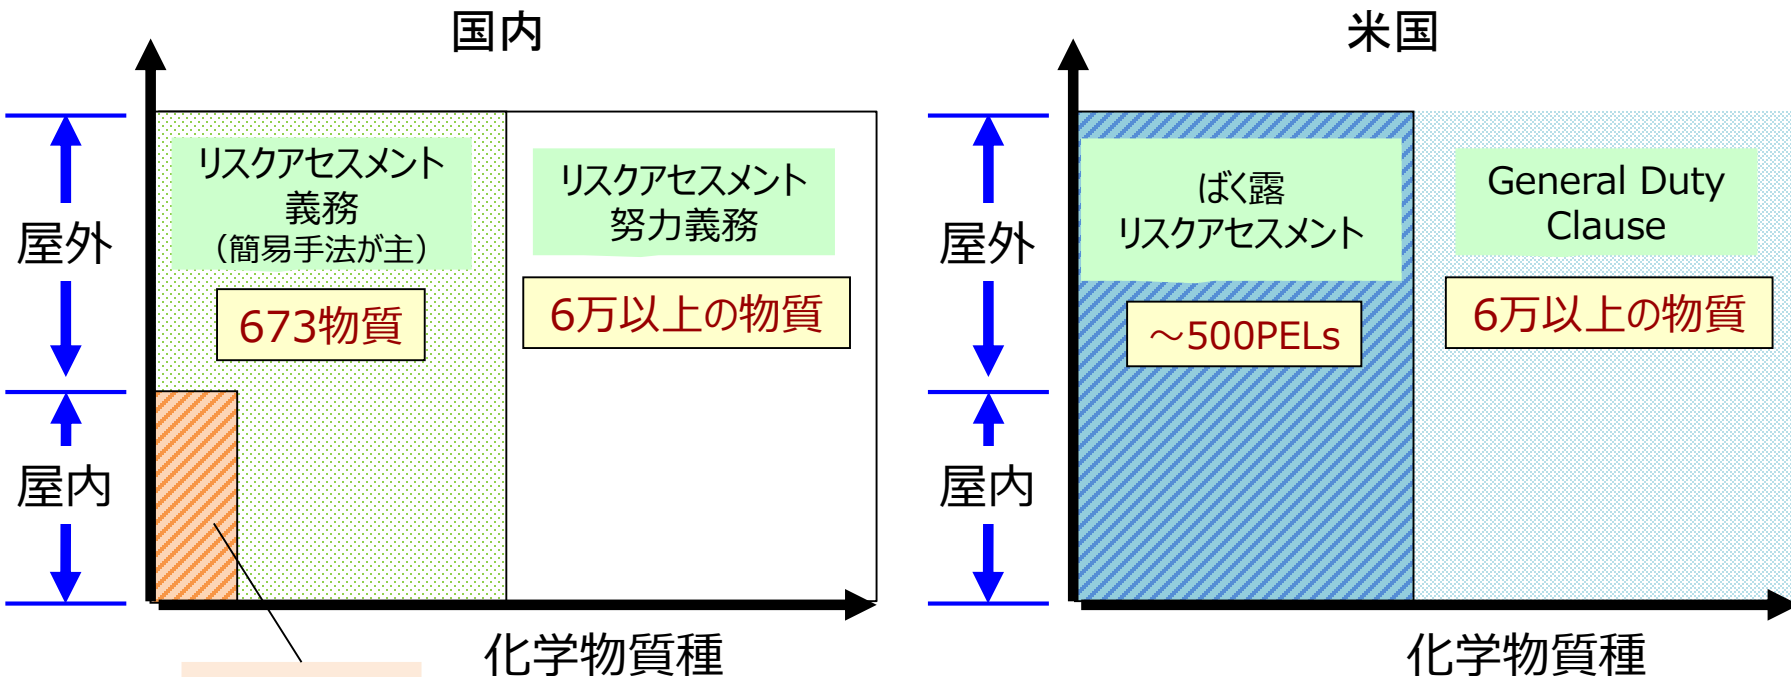 国内
屋外
屋内
リスクアセスメント
義務
（簡易手法が主）
673物質
リスクアセスメント
努力義務
6万以上の物質
化学物質種
米国
屋外
屋内
ばく露
リスクアセスメント
～500PELs
General Duty
Clause
6万以上の物質
化学物質種